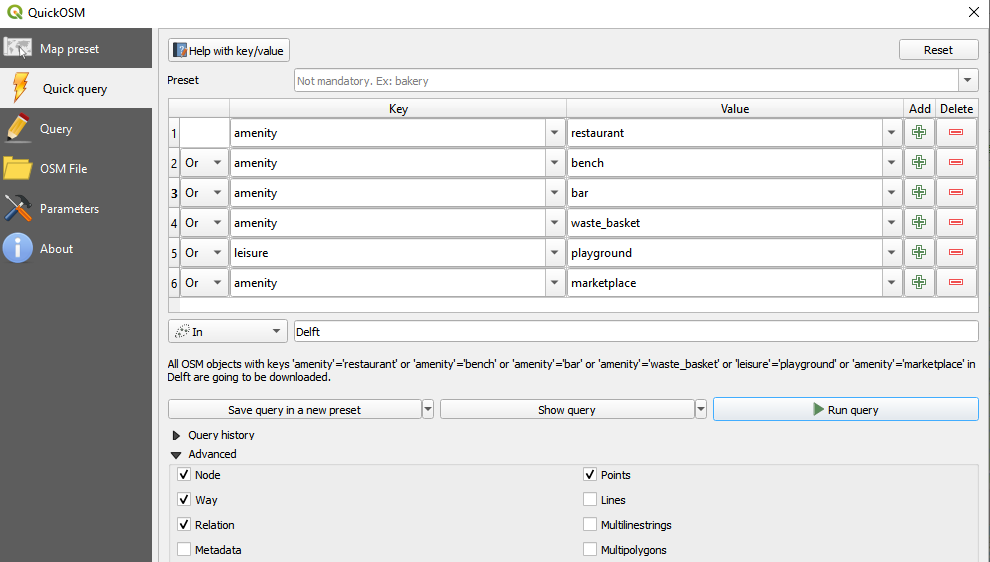 QuickOSM
Map preset
Quick query
Query
OSM File
Parameters
About
Help with key/value
Reset
Preset
Not mandatory. Ex: bakery
Key Value Add Delete
1 amenity restaurant
2 Or amenity bench
3 Or amenity bar
4 Or amenity waste_basket
5 Or leisure playground
6 Or amenity marketplace
In Delft
All OSM objects with keys 'amenity'='restaurant' or 'amenity'='bench' or 'amenity'='bar' or 'amenity'='waste_basket' or 'leisure'='playground' or 'amenity'='marketplace' in
Delft are going to be downloaded.
Save query in a new preset Show query Run query
Query history
Advanced
Node Points
Way Lines
Relation Multilinestrings
Metadata Multipolygons